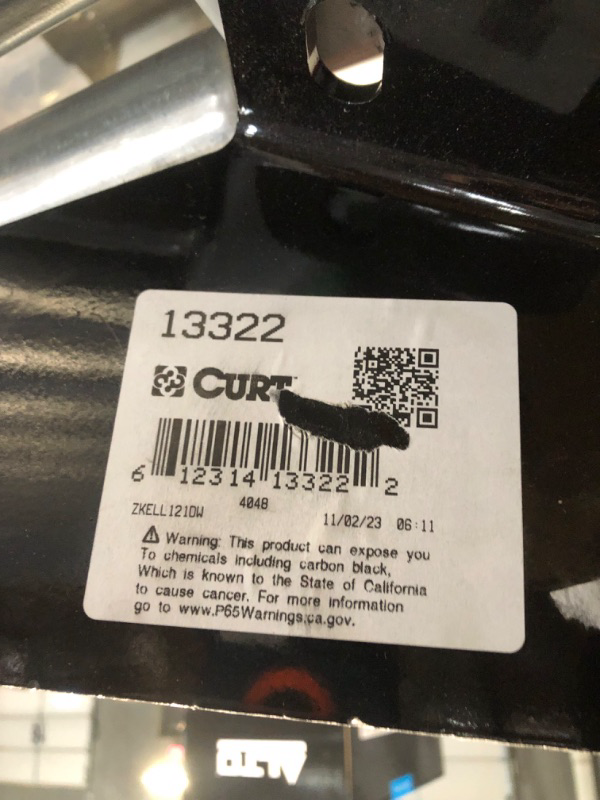 13322
CURT
6 12314 13322 2
ZKELL121DW 4048 11/02/23 06:11
Warning: This product can expose you
To chemicals including carbon black,
Which is known to the State of California
to cause cancer. For more information
go to www.P65Warnings.ca.gov.